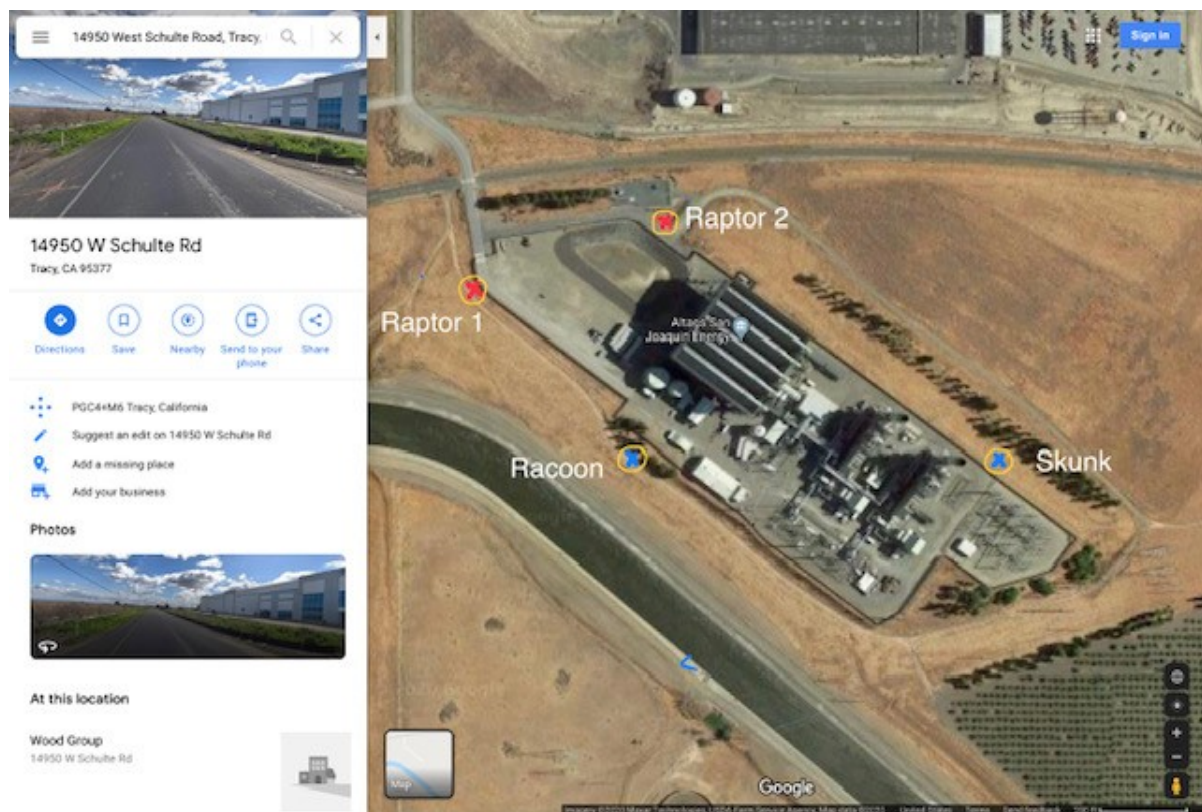 14950 West Schulte Road, Tracy,
Sign in
14950 W Schulte Rd
Tracy, CA 95377
Directions
Save
Nearby
Send to your
phone
Share
PGC4+M6 Tracy, California
Suggest an edit on 14950 W Schulte Rd
Add a missing place
Add your business
Photos
At this location
Wood Group
14950 W Schulte Rd
Raptor 2
Raptor 1
Altagas San
Joaquin Energy
Racoon
Skunk
Map
Google